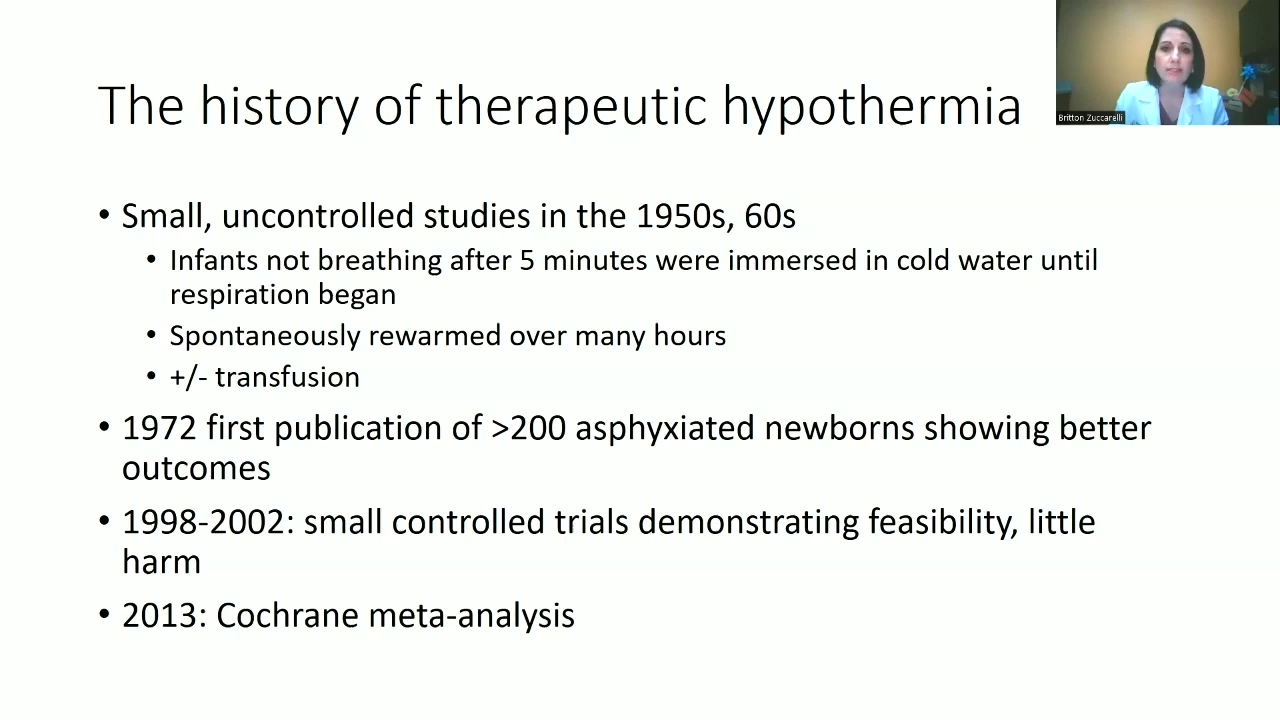 The history of therapeutic hypothermia
Britton Zuccarelli
• Small, uncontrolled studies in the 1950s, 60s
• Infants not breathing after 5 minutes were immersed in cold water until
respiration began
• Spontaneously rewarmed over many hours
• +/- transfusion
• 1972 first publication of >200 asphyxiated newborns showing better
outcomes
• 1998-2002: small controlled trials demonstrating feasibility, little
harm
• 2013: Cochrane meta-analysis